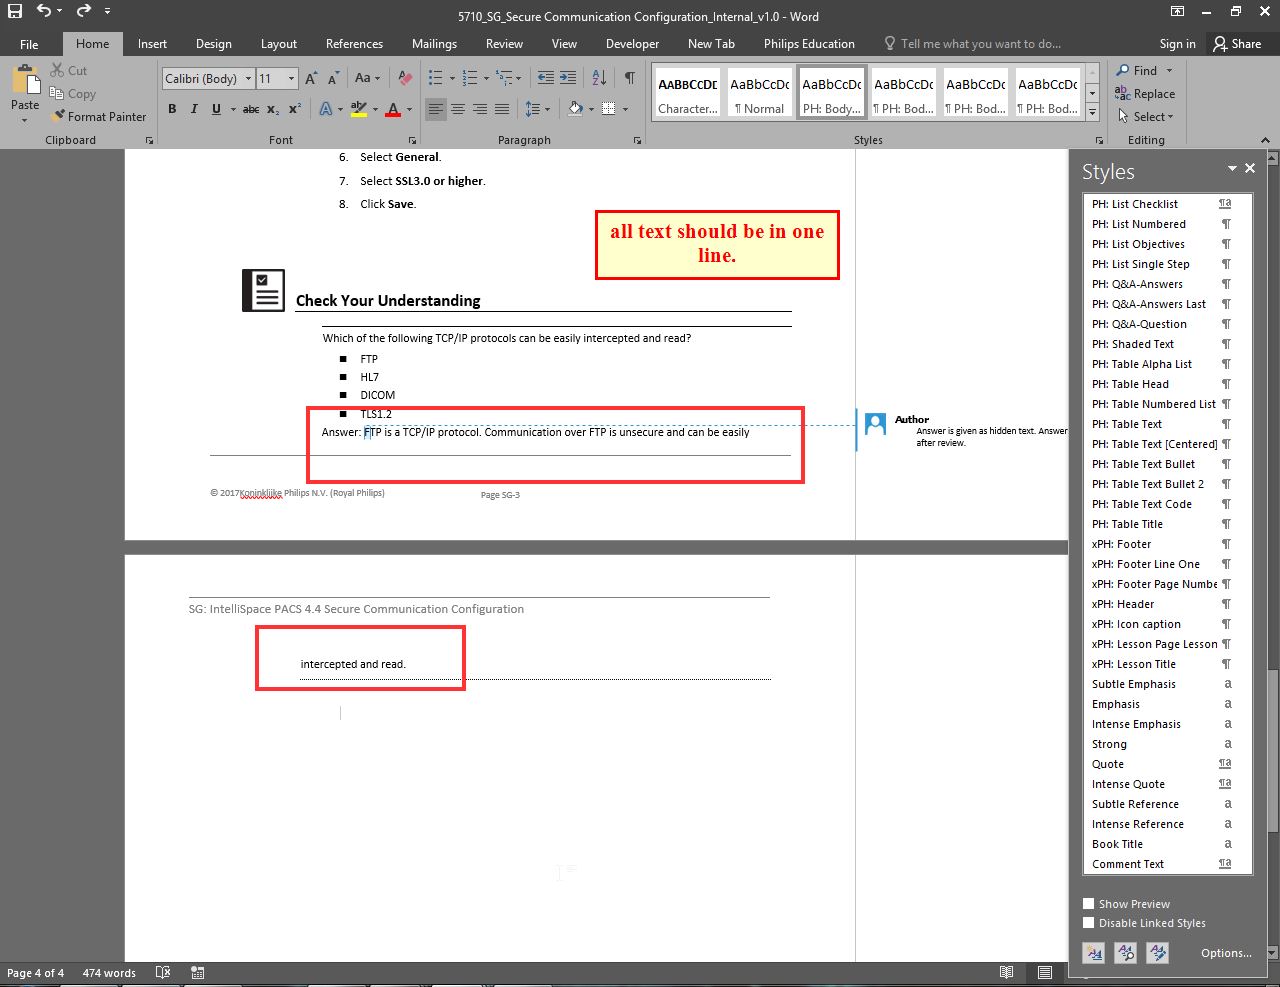 5710_SG_Secure Communication Configuration_Internal_v1.0 - Word
File Home Insert Design Layout References Mailings Review View Developer New Tab Philips Education Tell me what you want to do... Sign in Share
Paste
Cut
Copy
Format Painter
Clipboard
Calibri (Body) 11
Font
Paragraph
AABBCCDE AaBbCcDc AaBbCcDc AaBbCcDc AaBbCcDc AaBbCcDc
Character... ¶ Normal PH: Body... ¶ PH: Bod... ¶ PH: Bod... ¶ PH: Bod...
Styles
Find
Replace
Select
Editing
6. Select General.
7. Select SSL3.0 or higher.
8. Click Save.
all text should be in one
line.
Check Your Understanding
Which of the following TCP/IP protocols can be easily intercepted and read?
■ FTP
■ HL7
■ DICOM
■ TLS1.2
Answer: FTP is a TCP/IP protocol. Communication over FTP is unsecure and can be easily
Author
Answer is given as hidden text. Answer
after review.
© 2017Koninklijke Philips N.V. (Royal Philips) Page SG-3
SG: IntelliSpace PACS 4.4 Secure Communication Configuration
intercepted and read.
Styles
PH: List Checklist ¶a
PH: List Numbered ¶
PH: List Objectives ¶
PH: List Single Step ¶
PH: Q&A-Answers ¶
PH: Q&A-Answers Last ¶
PH: Q&A-Question ¶
PH: Shaded Text ¶
PH: Table Alpha List ¶
PH: Table Head ¶
PH: Table Numbered List ¶
PH: Table Text ¶
PH: Table Text [Centered] ¶
PH: Table Text Bullet ¶
PH: Table Text Bullet 2 ¶
PH: Table Text Code ¶
PH: Table Title ¶
xPH: Footer ¶
xPH: Footer Line One ¶
xPH: Footer Page Numbe ¶
xPH: Header ¶
xPH: Icon caption ¶
xPH: Lesson Page Lesson ¶
xPH: Lesson Title ¶
Subtle Emphasis a
Emphasis a
Intense Emphasis a
Strong a
Quote ¶a
Intense Quote ¶a
Subtle Reference a
Intense Reference a
Book Title a
Comment Text ¶a
Show Preview
Disable Linked Styles
Options...
Page 4 of 4 474 words